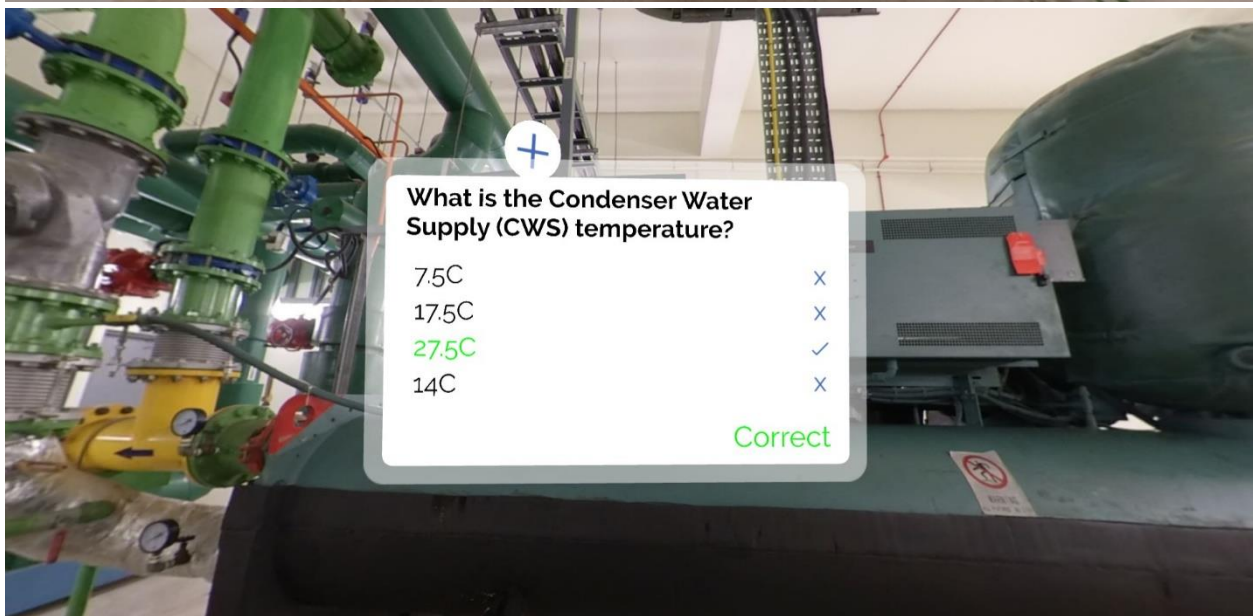 What is the Condenser Water
Supply (CWS) temperature?
7.5C x
17.5C x
27.5C ✓
14C x
Correct